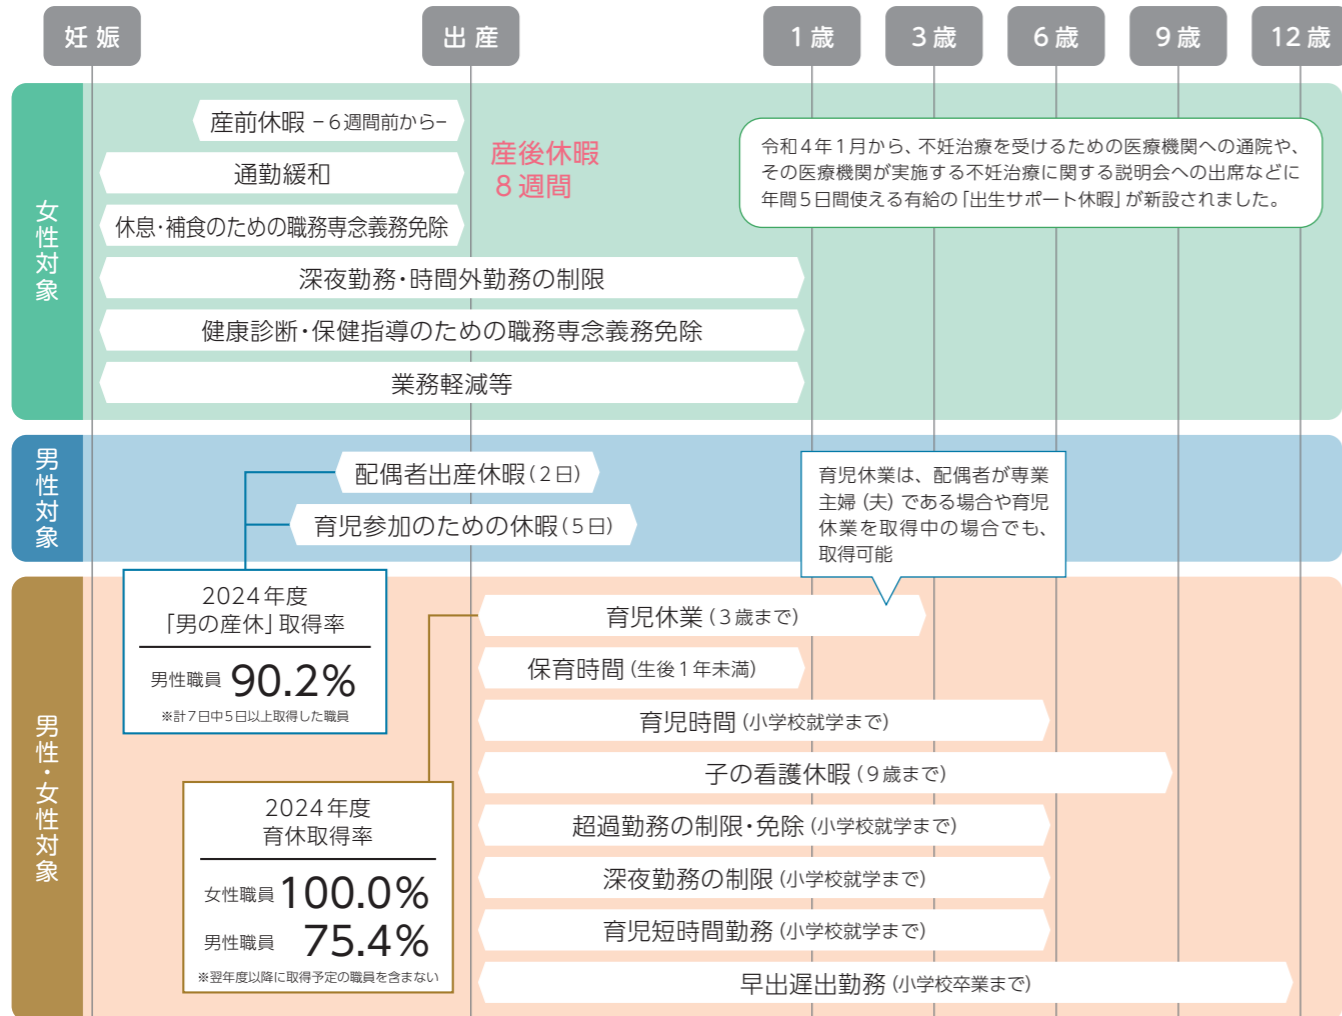 妊娠
出産
1歳
3歳
6歳
9歳
12歳
女性対象
産前休暇 −6週間前から−
通勤緩和
休息・補食のための職務専念義務免除
産後休暇
8週間
深夜勤務・時間外勤務の制限
健康診断・保健指導のための職務専念義務免除
業務軽減等
令和4年1月から、不妊治療を受けるための医療機関への通院や、
その医療機関が実施する不妊治療に関する説明会への出席などに
年間5日間使える有給の「出生サポート休暇」が新設されました。
男性対象
配偶者出産休暇(2日)
育児参加のための休暇(5日)
育児休業は、配偶者が専業
主婦(夫)である場合や育児
休業を取得中の場合でも、
取得可能
2024年度
「男の産休」取得率
男性職員 90.2%
※計7日中5日以上取得した職員
男性・女性対象
育児休業(3歳まで)
保育時間(生後1年未満)
育児時間(小学校就学まで)
子の看護休暇(9歳まで)
超過勤務の制限・免除(小学校就学まで)
深夜勤務の制限(小学校就学まで)
育児短時間勤務(小学校就学まで)
早出遅出勤務(小学校卒業まで)
2024年度
育休取得率
女性職員 100.0%
男性職員 75.4%
※翌年度以降に取得予定の職員を含まない